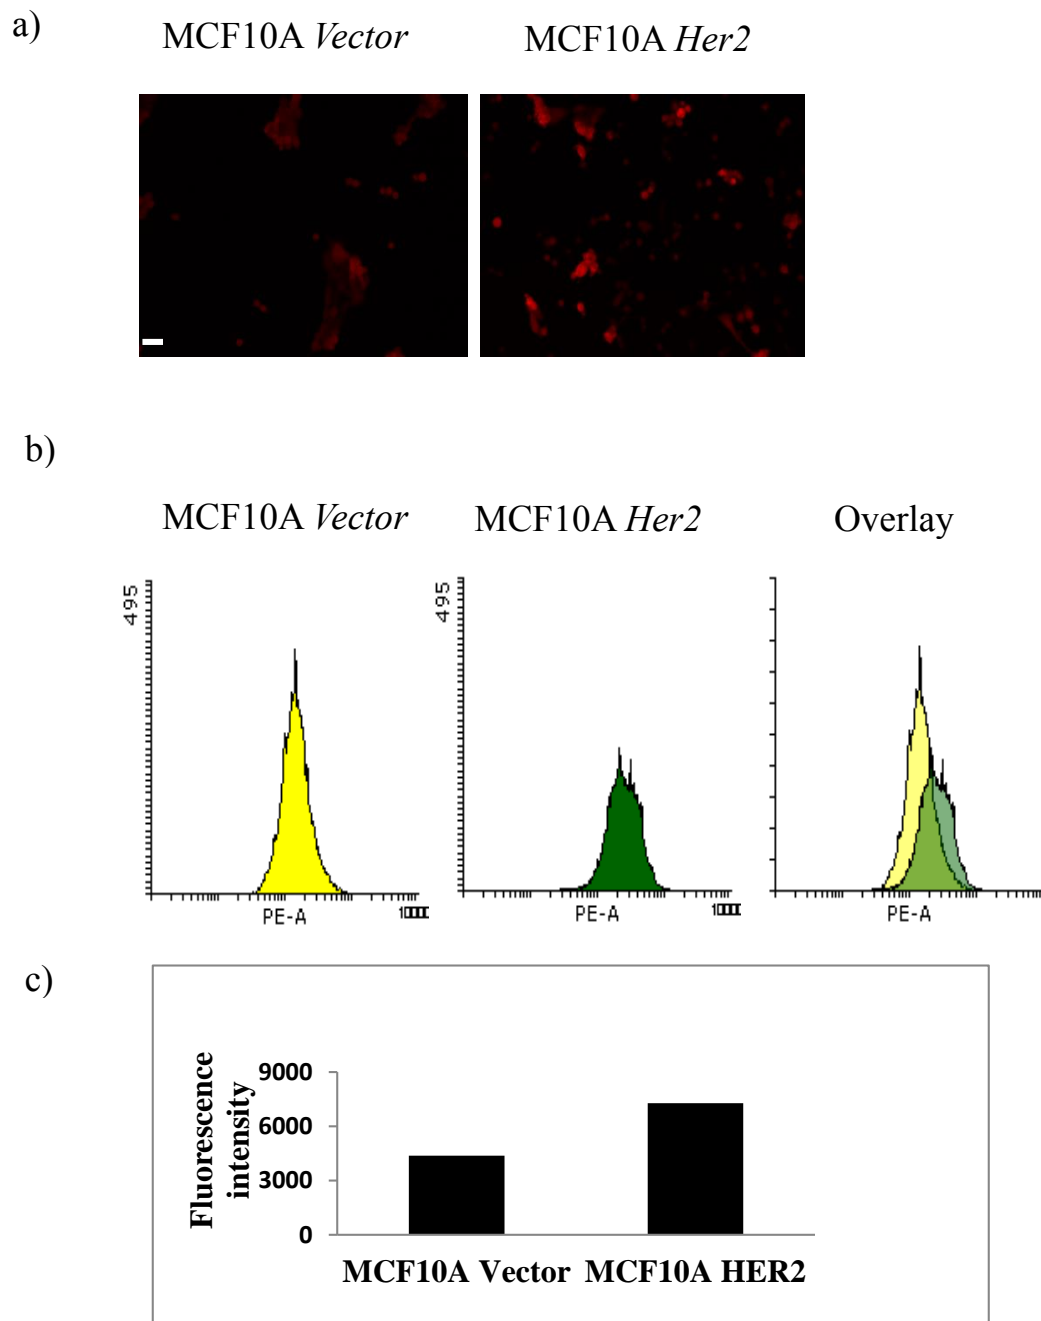 a)
MCF10A Vector
MCF10A Her2
b)
MCF10A Vector
MCF10A Her2
Overlay
495
495
PE-A
PE-A
PE-A
c)
Fluorescence
intensity
9000
6000
3000
0
MCF10A Vector
MCF10A HER2